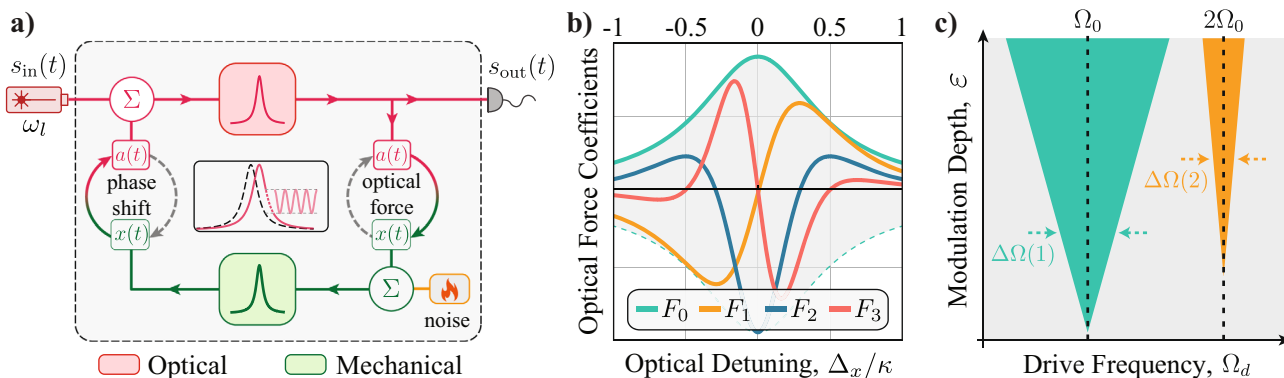 a)
s_in(t)
ω_l
Σ
s_out(t)
a(t)
phase
shift
x(t)
a(t)
optical
force
x(t)
Σ
noise
Optical
Mechanical
b)
-1
-0.5
0
0.5
1
Optical Force Coefficients
F_0
F_1
F_2
F_3
Optical Detuning, Δ_x/κ
c)
Ω_0
2Ω_0
Modulation Depth, ε
ΔΩ(2)
ΔΩ(1)
Drive Frequency, Ω_d